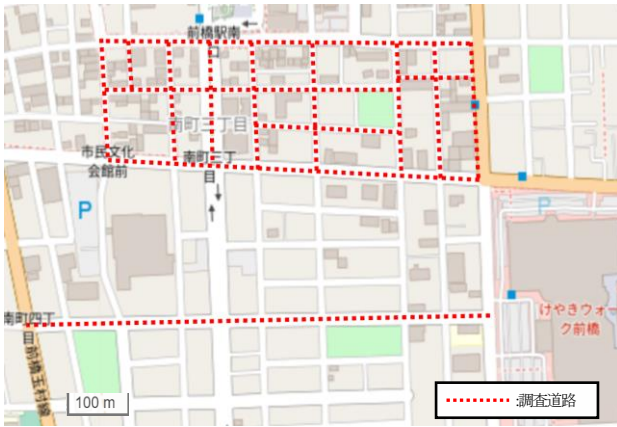 前橋駅南
口
南町三丁目
市民文化
会館前
南町三丁
目
P
P
けやきウォー
ク前橋
南町四丁
目
前橋玉村線
100 m
:調査道路